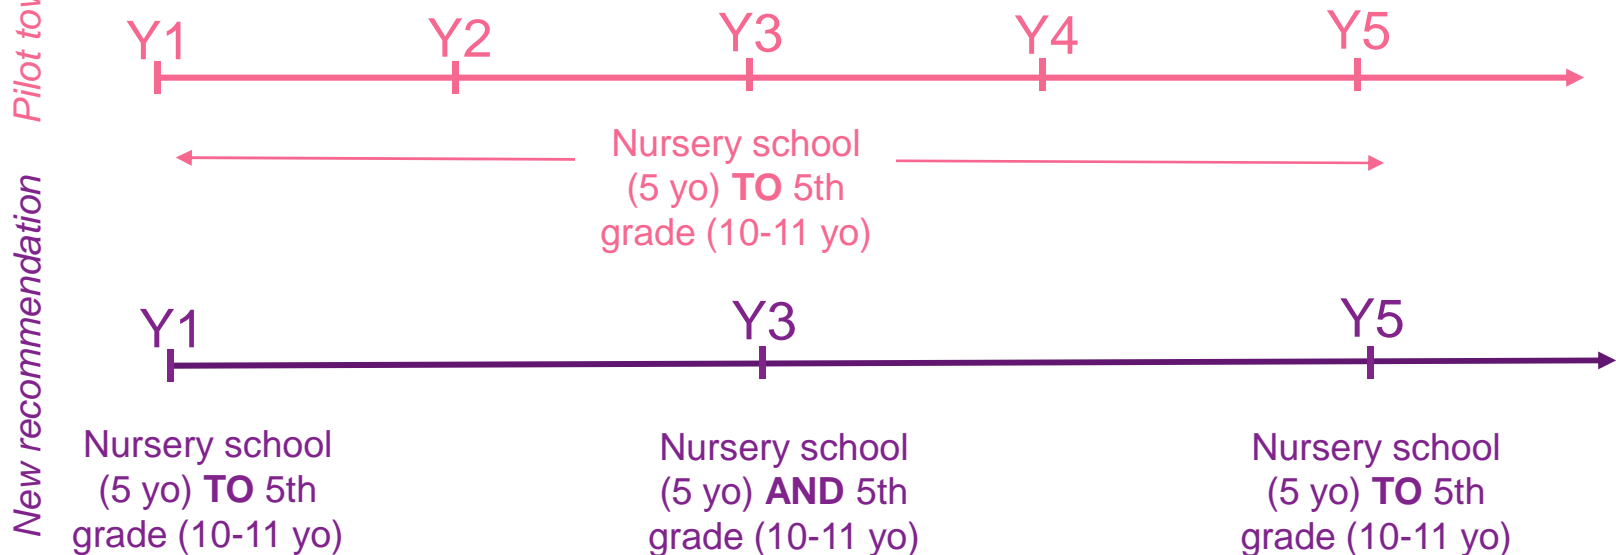 Pilot
Y1 Y2 Y3 Y4 Y5
Nursery school
(5 yo) TO 5th
grade (10-11 yo)
New recommendation
Y1 Y3 Y5
Nursery school
(5 yo) TO 5th
grade (10-11 yo)
Nursery school
(5 yo) AND 5th
grade (10-11 yo)
Nursery school
(5 yo) TO 5th
grade (10-11 yo)